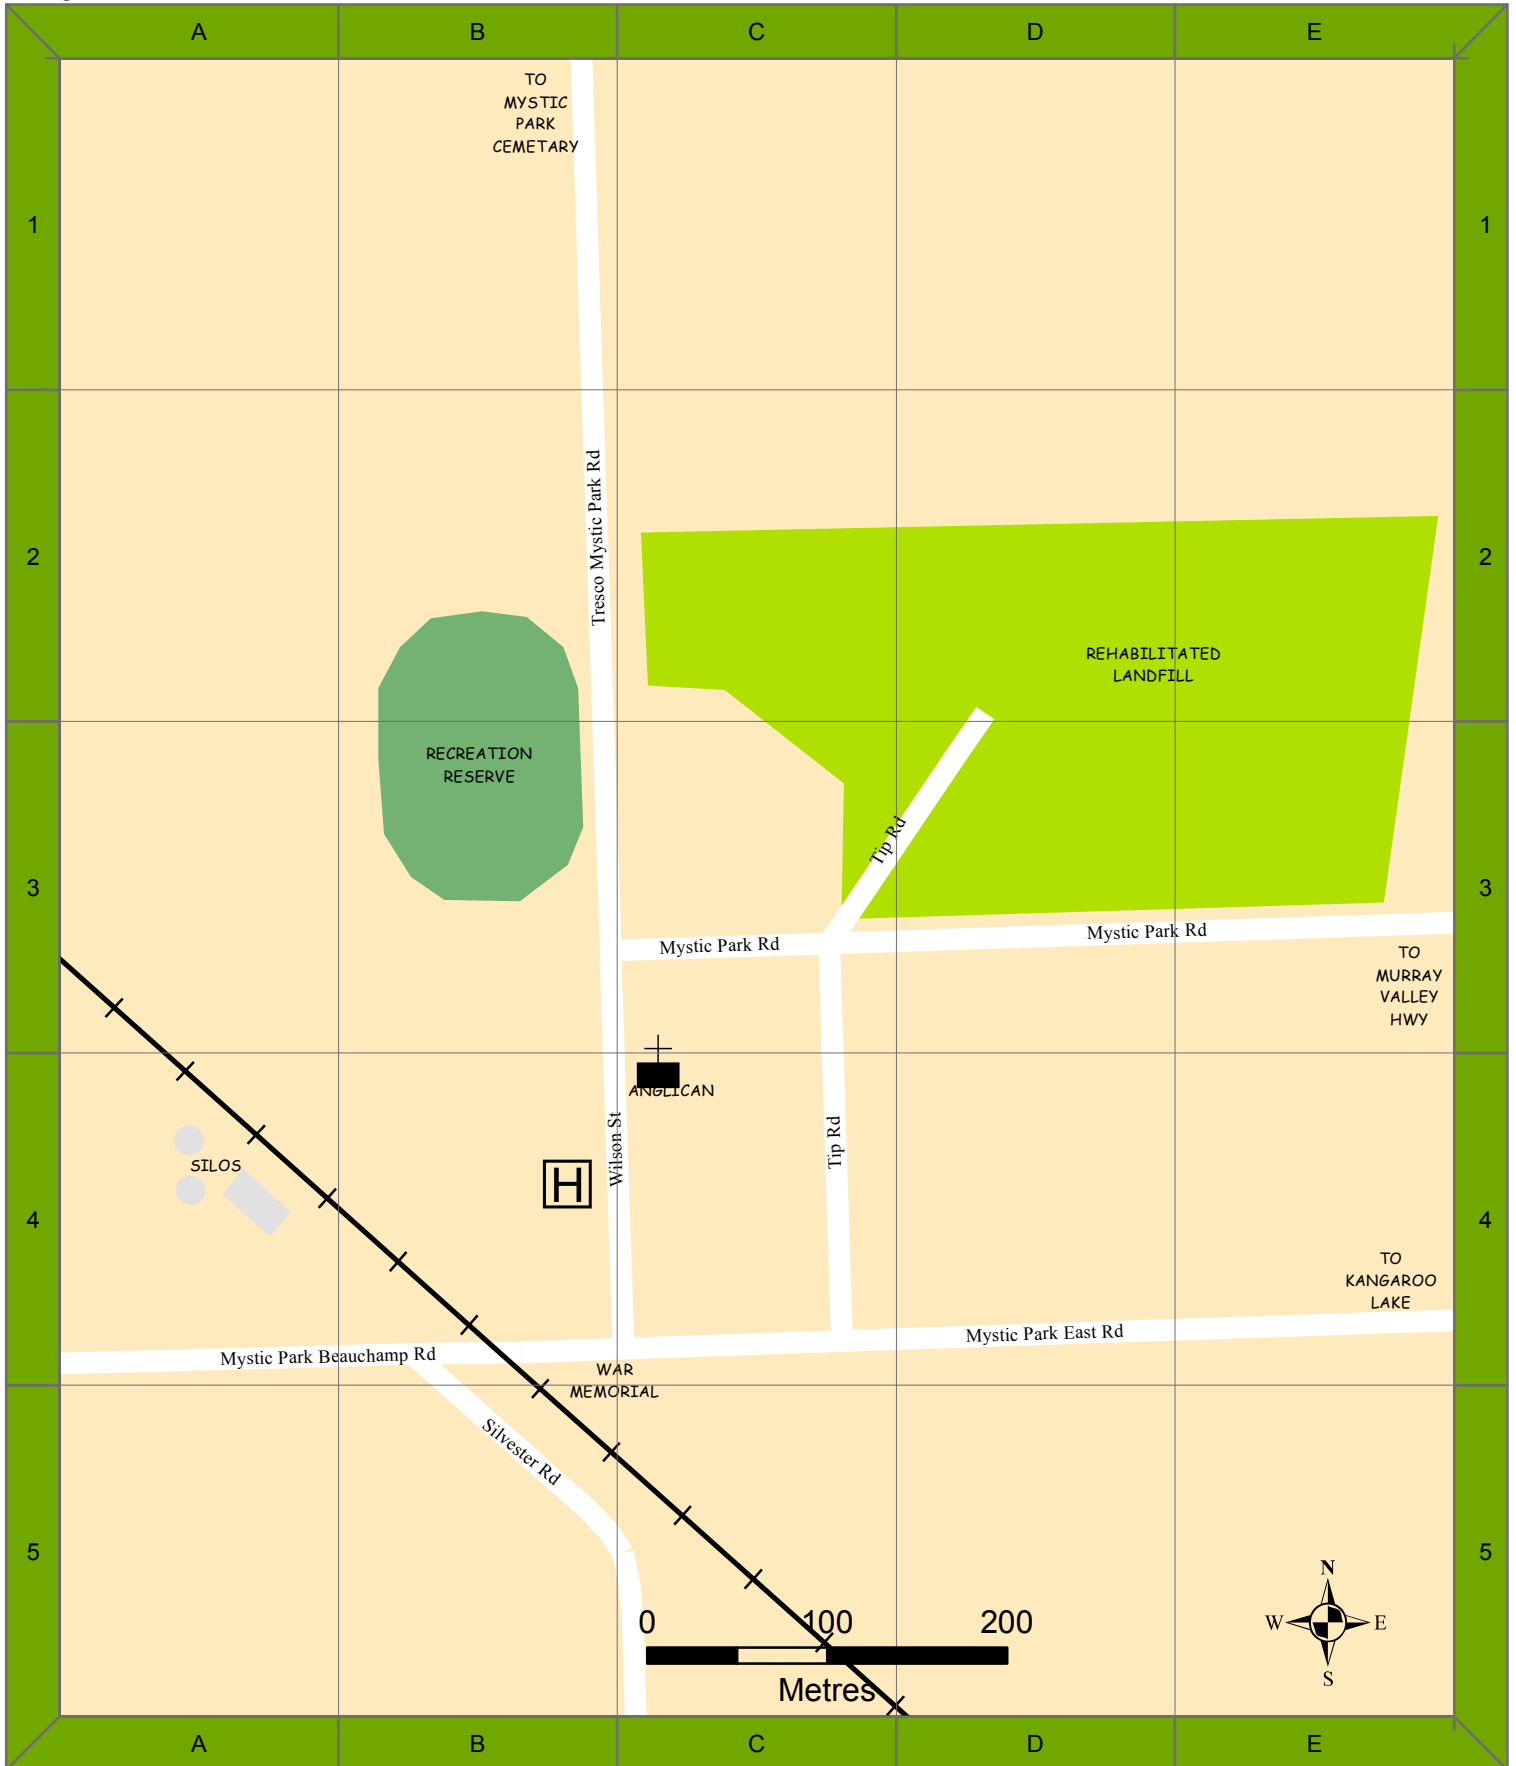 A B C D E
TO
MYSTIC
PARK
CEMETARY
1 1
Tresco Mystic Park Rd
2 2
REHABILITATED
LANDFILL
RECREATION
RESERVE
Tip Rd
3 3
Mystic Park Rd
Mystic Park Rd
TO
MURRAY
VALLEY
HWY
ANGLICAN
Wilson St
Tip Rd
SILOS
H
4 4
TO
KANGAROO
LAKE
Mystic Park East Rd
Mystic Park Beauchamp Rd
WAR
MEMORIAL
Silvester Rd
5 5
N
W E
S
0 100 200
Metres
A B C D E